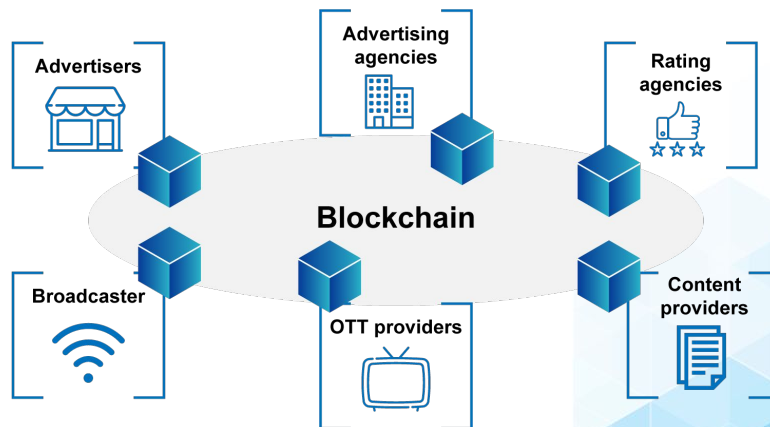 Advertisers
Advertising
agencies
Rating
agencies
Blockchain
Broadcaster
OTT providers
Content
providers